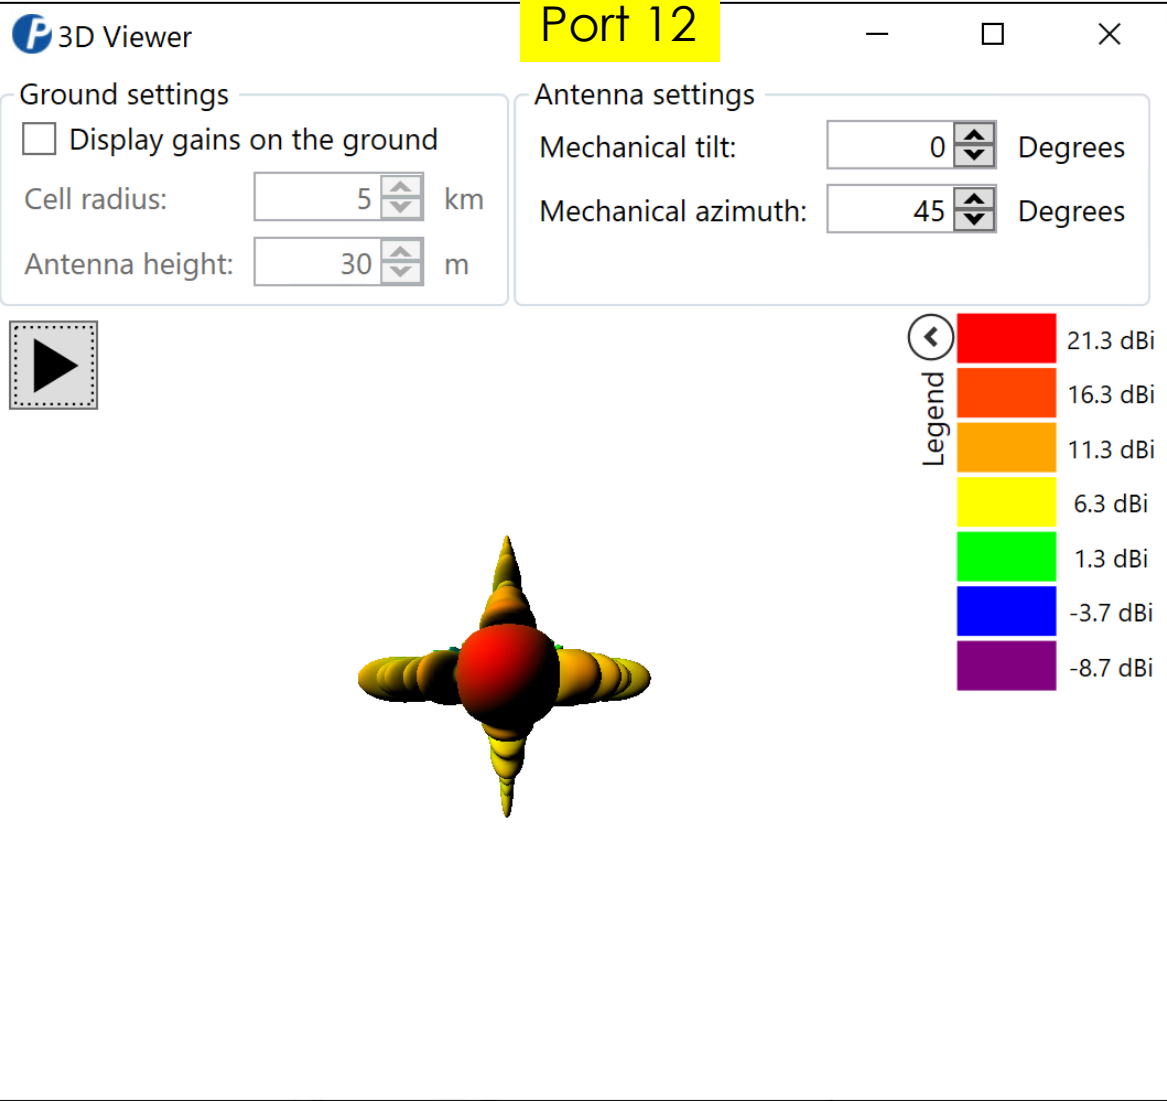 Port 12
3D Viewer
Ground settings
Display gains on the ground
Cell radius: 5 km
Antenna height: 30 m
Antenna settings
Mechanical tilt: 0 Degrees
Mechanical azimuth: 45 Degrees
Legend
21.3 dBi
16.3 dBi
11.3 dBi
6.3 dBi
1.3 dBi
-3.7 dBi
-8.7 dBi